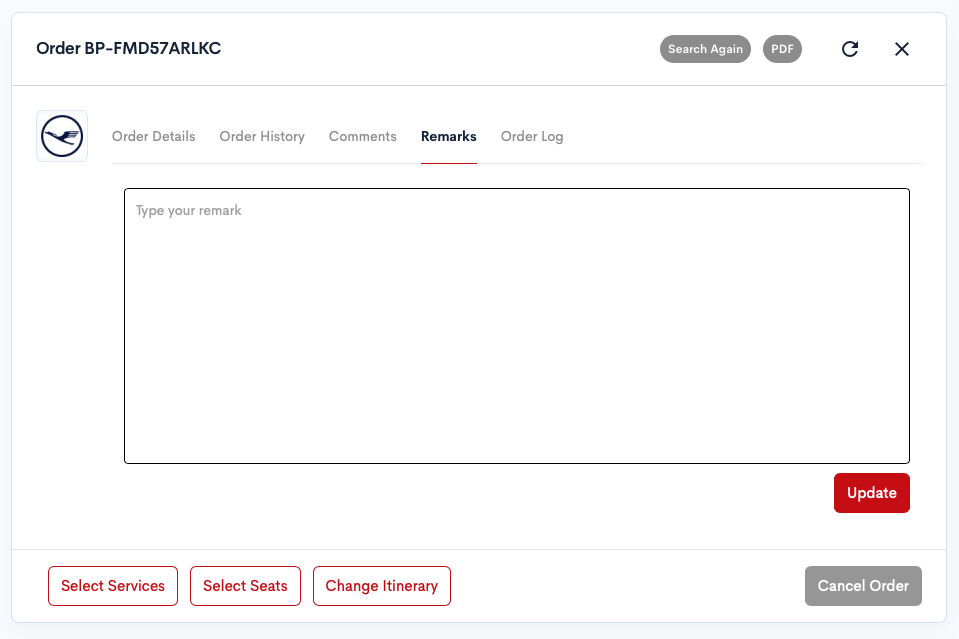 Order BP-FMD57ARLKC
Search Again
PDF
Order Details
Order History
Comments
Remarks
Order Log
Type your remark
Update
Select Services
Select Seats
Change Itinerary
Cancel Order